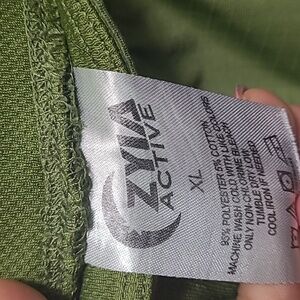 ZYIA
ACTIVE
XL
95% POLYESTER 5% COTTON
MACHINE WASH COLD WITH LIKE COLORS
ONLY NON-CHLORINE BLEACH
TUMBLE DRY LOW
COOL IRON IF NEEDED